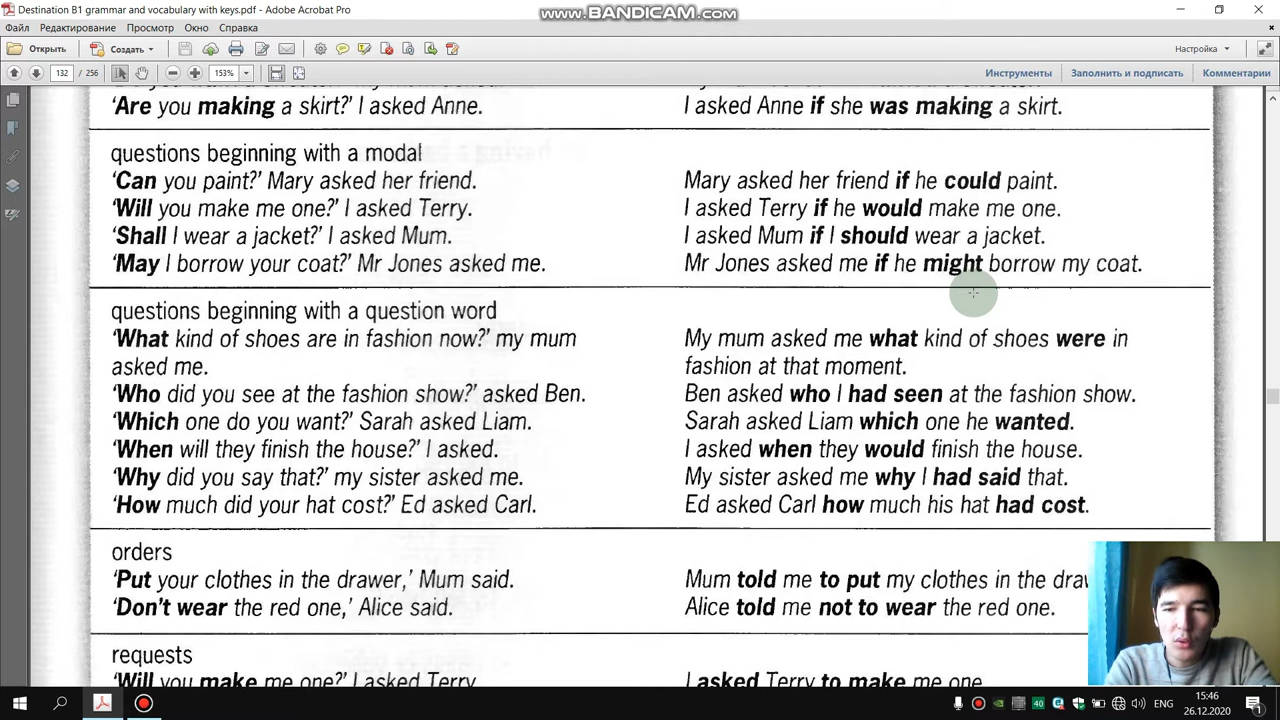 Destination B1 grammar and vocabulary with keys.pdf - Adobe Acrobat Pro
www.BANDICAM.com
Файл Редактирование Просмотр Окно Справка
Открыть Создать Настройка
132 / 256 153% Инструменты Заполнить и подписать Комментарии
'Are you making a skirt?' I asked Anne. I asked Anne if she was making a skirt.
questions beginning with a modal
'Can you paint?' Mary asked her friend. Mary asked her friend if he could paint.
'Will you make me one?' I asked Terry. I asked Terry if he would make me one.
'Shall I wear a jacket?' I asked Mum. I asked Mum if I should wear a jacket.
'May I borrow your coat?' Mr Jones asked me. Mr Jones asked me if he might borrow my coat.
questions beginning with a question word
'What kind of shoes are in fashion now?' my mum My mum asked me what kind of shoes were in
asked me. fashion at that moment.
'Who did you see at the fashion show?' asked Ben. Ben asked who I had seen at the fashion show.
'Which one do you want?' Sarah asked Liam. Sarah asked Liam which one he wanted.
'When will they finish the house?' I asked. I asked when they would finish the house.
'Why did you say that?' my sister asked me. My sister asked me why I had said that.
'How much did your hat cost?' Ed asked Carl. Ed asked Carl how much his hat had cost.
orders
'Put your clothes in the drawer,' Mum said. Mum told me to put my clothes in the
'Don't wear the red one,' Alice said. Alice told me not to wear the red one.
requests
'Will you make me one?' I asked Terry I asked Terry to make me one
40 ENG 15:46
26.12.2020